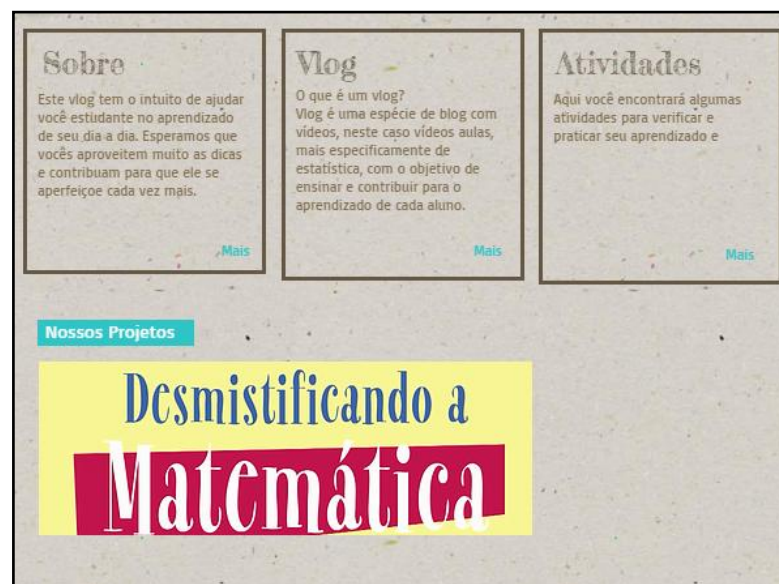 Sobre
Este vlog tem o intuito de ajudar
você estudante no aprendizado
de seu dia a dia. Esperamos que
vocês aproveitem muito as dicas
e contribuam para que ele se
aperfeiçoe cada vez mais.
Mais
Vlog
O que é um vlog?
Vlog é uma espécie de blog com
vídeos, neste caso vídeos aulas,
mais especificamente de
estatística, com o objetivo de
ensinar e contribuir para o
aprendizado de cada aluno.
Mais
Atividades
Aqui você encontrará algumas
atividades para verificar e
praticar seu aprendizado e
Mais
Nossos Projetos
Desmistificando a
Matemática